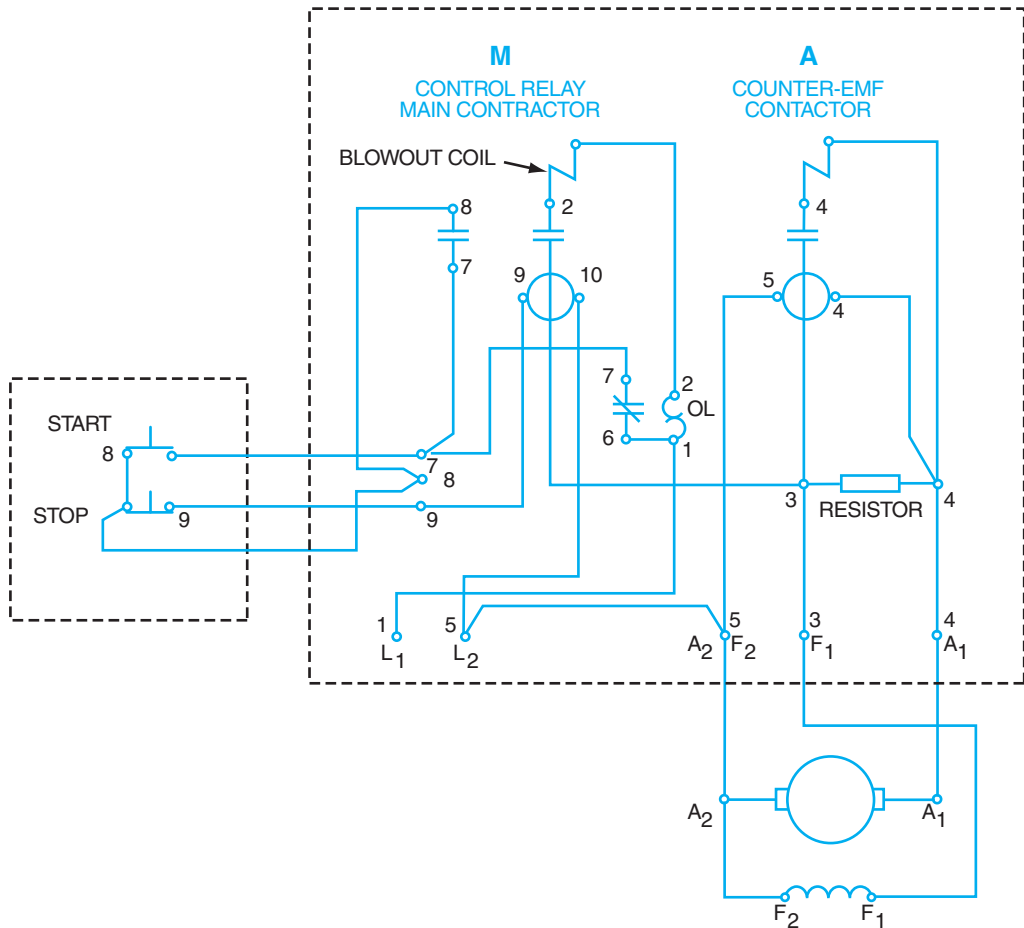 M
CONTROL RELAY
MAIN CONTRACTOR
A
COUNTER-EMF
CONTACTOR
BLOWOUT COIL
8
2
4
7
9
10
5
4
7
2
OL
6
1
START
8
7
8
STOP
9
9
3
RESISTOR
4
1
L1
5
L2
5
A2 F2
3
F1
4
A1
A2
A1
F2
F1